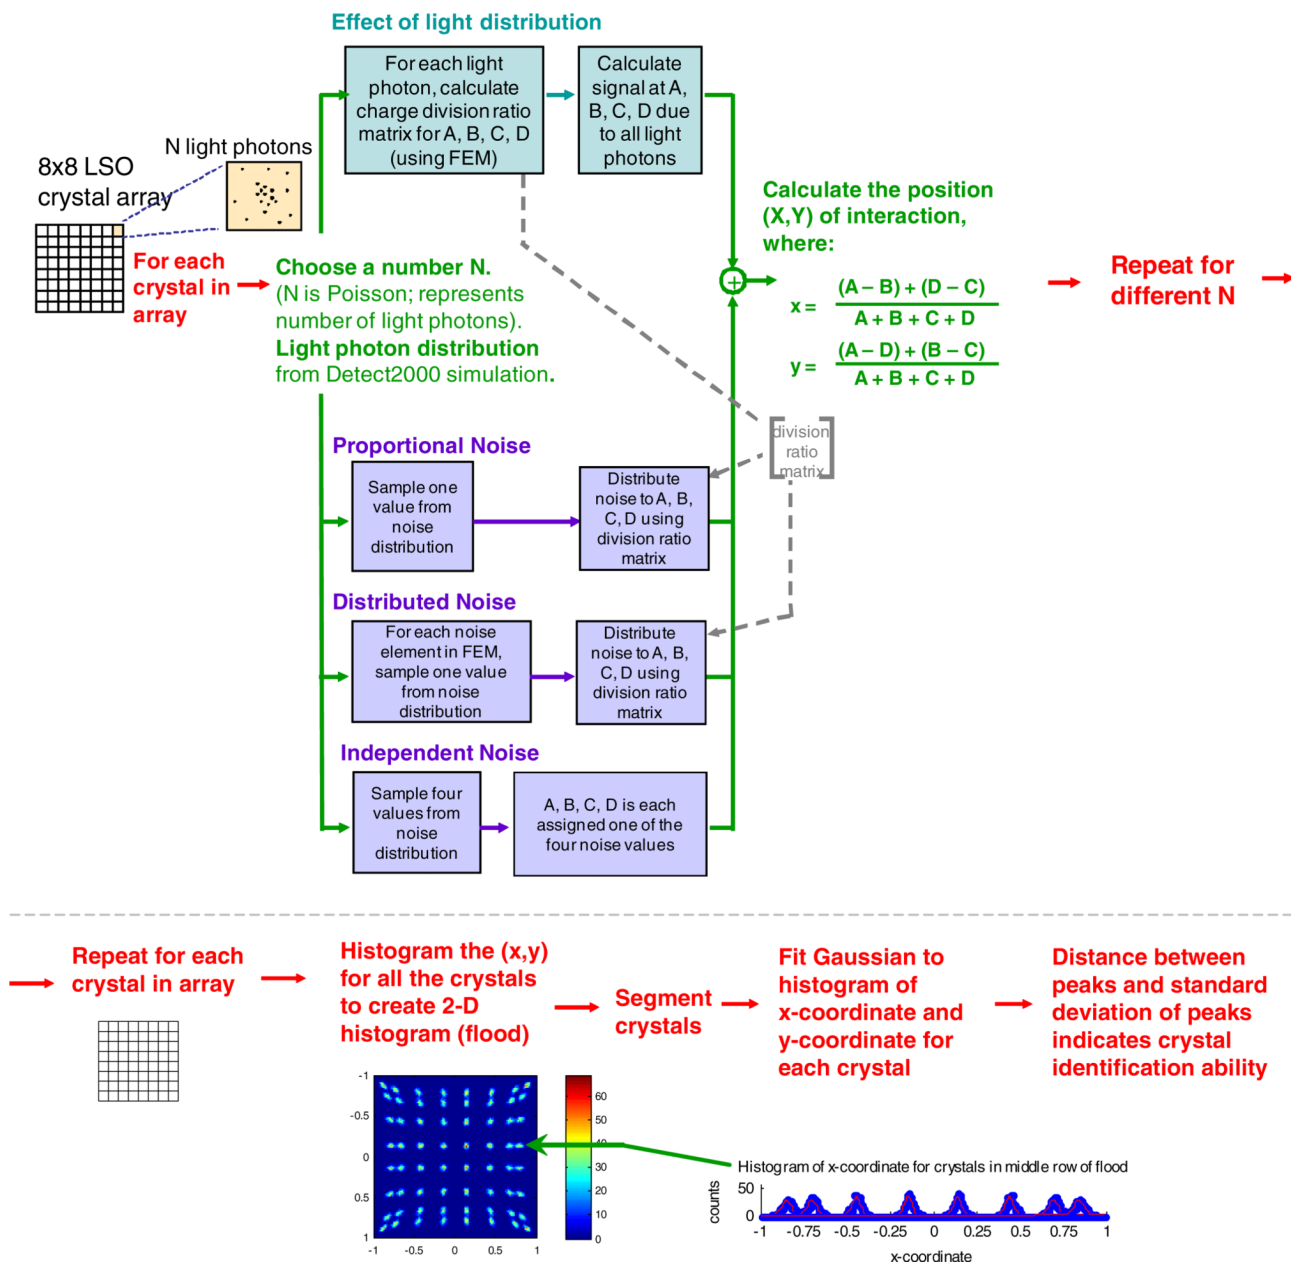 Effect of light distribution
For each light
photon, calculate
charge division ratio
matrix for A, B, C, D
(using FEM)
Calculate
signal at A,
B, C, D due
to all light
photons
N light photons
8x8 LSO
crystal array
For each
crystal in
array
Choose a number N.
(N is Poisson; represents
number of light photons).
Light photon distribution
from Detect2000 simulation.
Calculate the position
(X,Y) of interaction,
where:
x = (A – B) + (D – C)
A + B + C + D
y = (A – D) + (B – C)
A + B + C + D
+
Repeat for
different N
division
ratio
matrix
Proportional Noise
Sample one
value from
noise
distribution
Distribute
noise to A, B,
C, D using
division ratio
matrix
Distributed Noise
For each noise
element in FEM,
sample one value
from noise
distribution
Distribute
noise to A, B,
C, D using
division ratio
matrix
Independent Noise
Sample four
values from
noise
distribution
A, B, C, D is each
assigned one of the
four noise values
Repeat for each
crystal in array
Histogram the (x,y)
for all the crystals
to create 2-D
histogram (flood)
Segment
crystals
Fit Gaussian to
histogram of
x-coordinate and
y-coordinate for
each crystal
Distance between
peaks and standard
deviation of peaks
indicates crystal
identification ability
-1
-0.5
0
0.5
1
-1 -0.5 0 0.5 1
60
50
40
30
20
10
0
Histogram of x-coordinate for crystals in middle row of flood
counts
50
0
-1 -0.75 -0.5 -0.25 0 0.25 0.5 0.75 1
x-coordinate